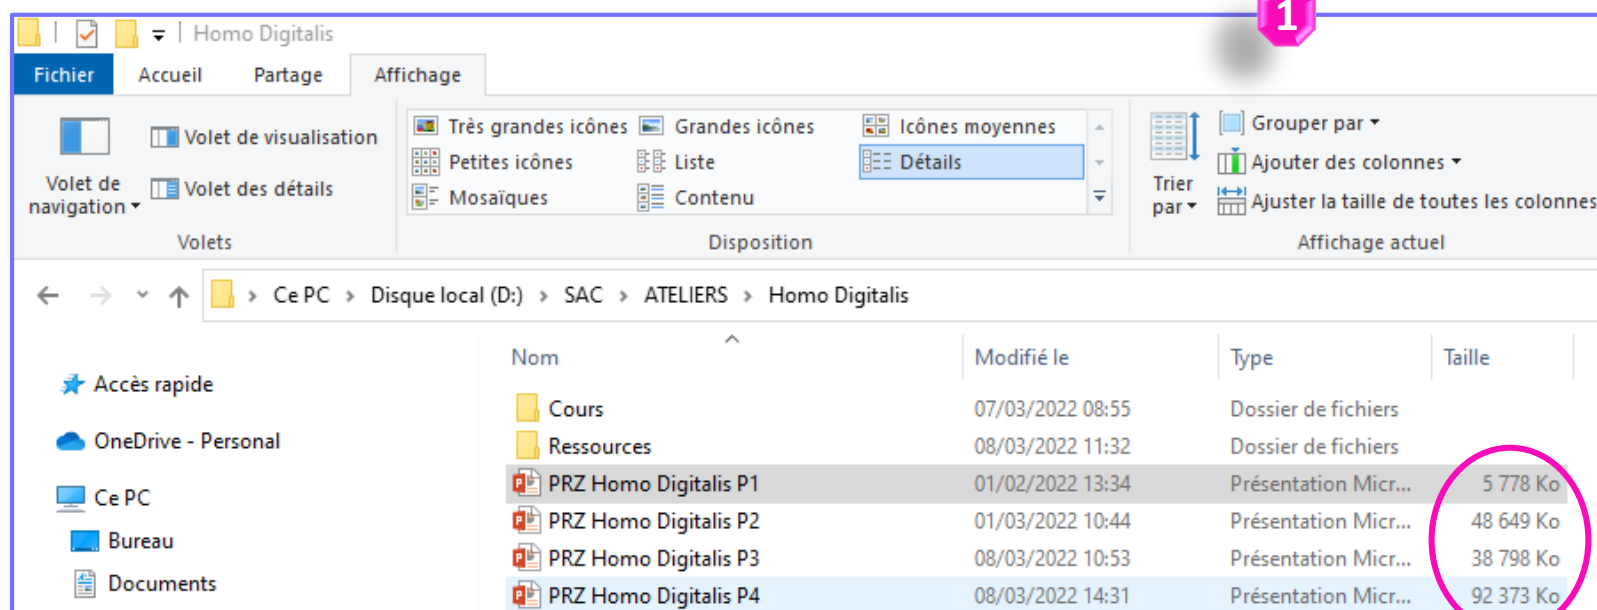 1
Homo Digitalis
Fichier Accueil Partage Affichage
Volet de navigation
Volet de visualisation
Volet des détails
Volets
Très grandes icônes Grandes icônes Icônes moyennes
Petites icônes Liste Détails
Mosaïques Contenu
Disposition
Trier par
Grouper par
Ajouter des colonnes
Ajuster la taille de toutes les colonnes
Affichage actuel
Ce PC > Disque local (D:) > SAC > ATELIERS > Homo Digitalis
Accès rapide
OneDrive - Personal
Ce PC
Bureau
Documents
Nom Modifié le Type Taille
Cours 07/03/2022 08:55 Dossier de fichiers
Ressources 08/03/2022 11:32 Dossier de fichiers
PRZ Homo Digitalis P1 01/02/2022 13:34 Présentation Micr... 5 778 Ko
PRZ Homo Digitalis P2 01/03/2022 10:44 Présentation Micr... 48 649 Ko
PRZ Homo Digitalis P3 08/03/2022 10:53 Présentation Micr... 38 798 Ko
PRZ Homo Digitalis P4 08/03/2022 14:31 Présentation Micr... 92 373 Ko